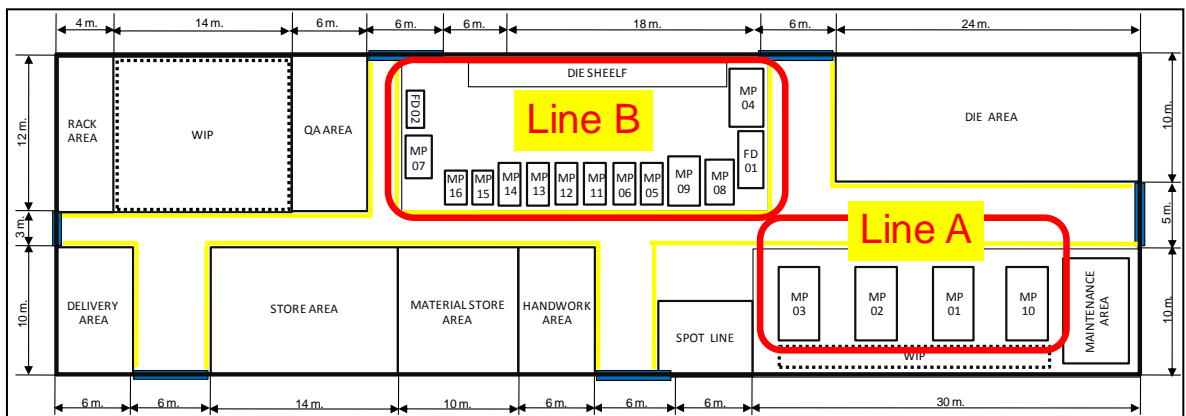 4 m.
14 m.
6 m.
6 m.
6 m.
18 m.
6 m.
24 m.
12 m.
3 m.
10 m.
RACK
AREA
WIP
QA AREA
DIE SHEELF
Line B
FD 02
MP
07
MP
16
MP
15
MP
14
MP
13
MP
12
MP
11
MP
06
MP
05
MP
09
MP
08
MP
04
FD
01
DIE AREA
10 m.
5 m.
10 m.
Line A
DELIVERY
AREA
STORE AREA
MATERIAL STORE
AREA
HANDWORK
AREA
SPOT LINE
MP
03
MP
02
MP
01
MP
10
WIP
MAINTENANCE
AREA
6 m.
6 m.
14 m.
10 m.
6 m.
6 m.
6 m.
30 m.